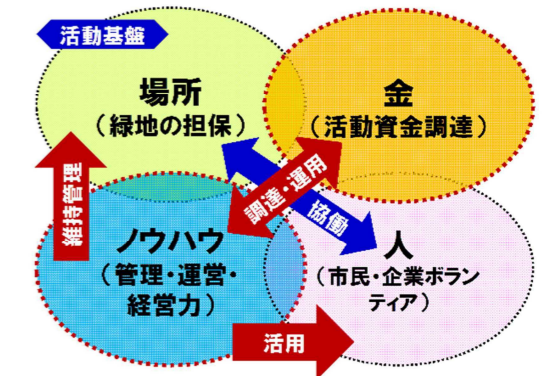 活動基盤
場所
（緑地の担保）
金
（活動資金調達）
維持管理
調達・運用
協働
ノウハウ
（管理・運営・
経営力）
人
（市民・企業ボラン
ティア）
活用